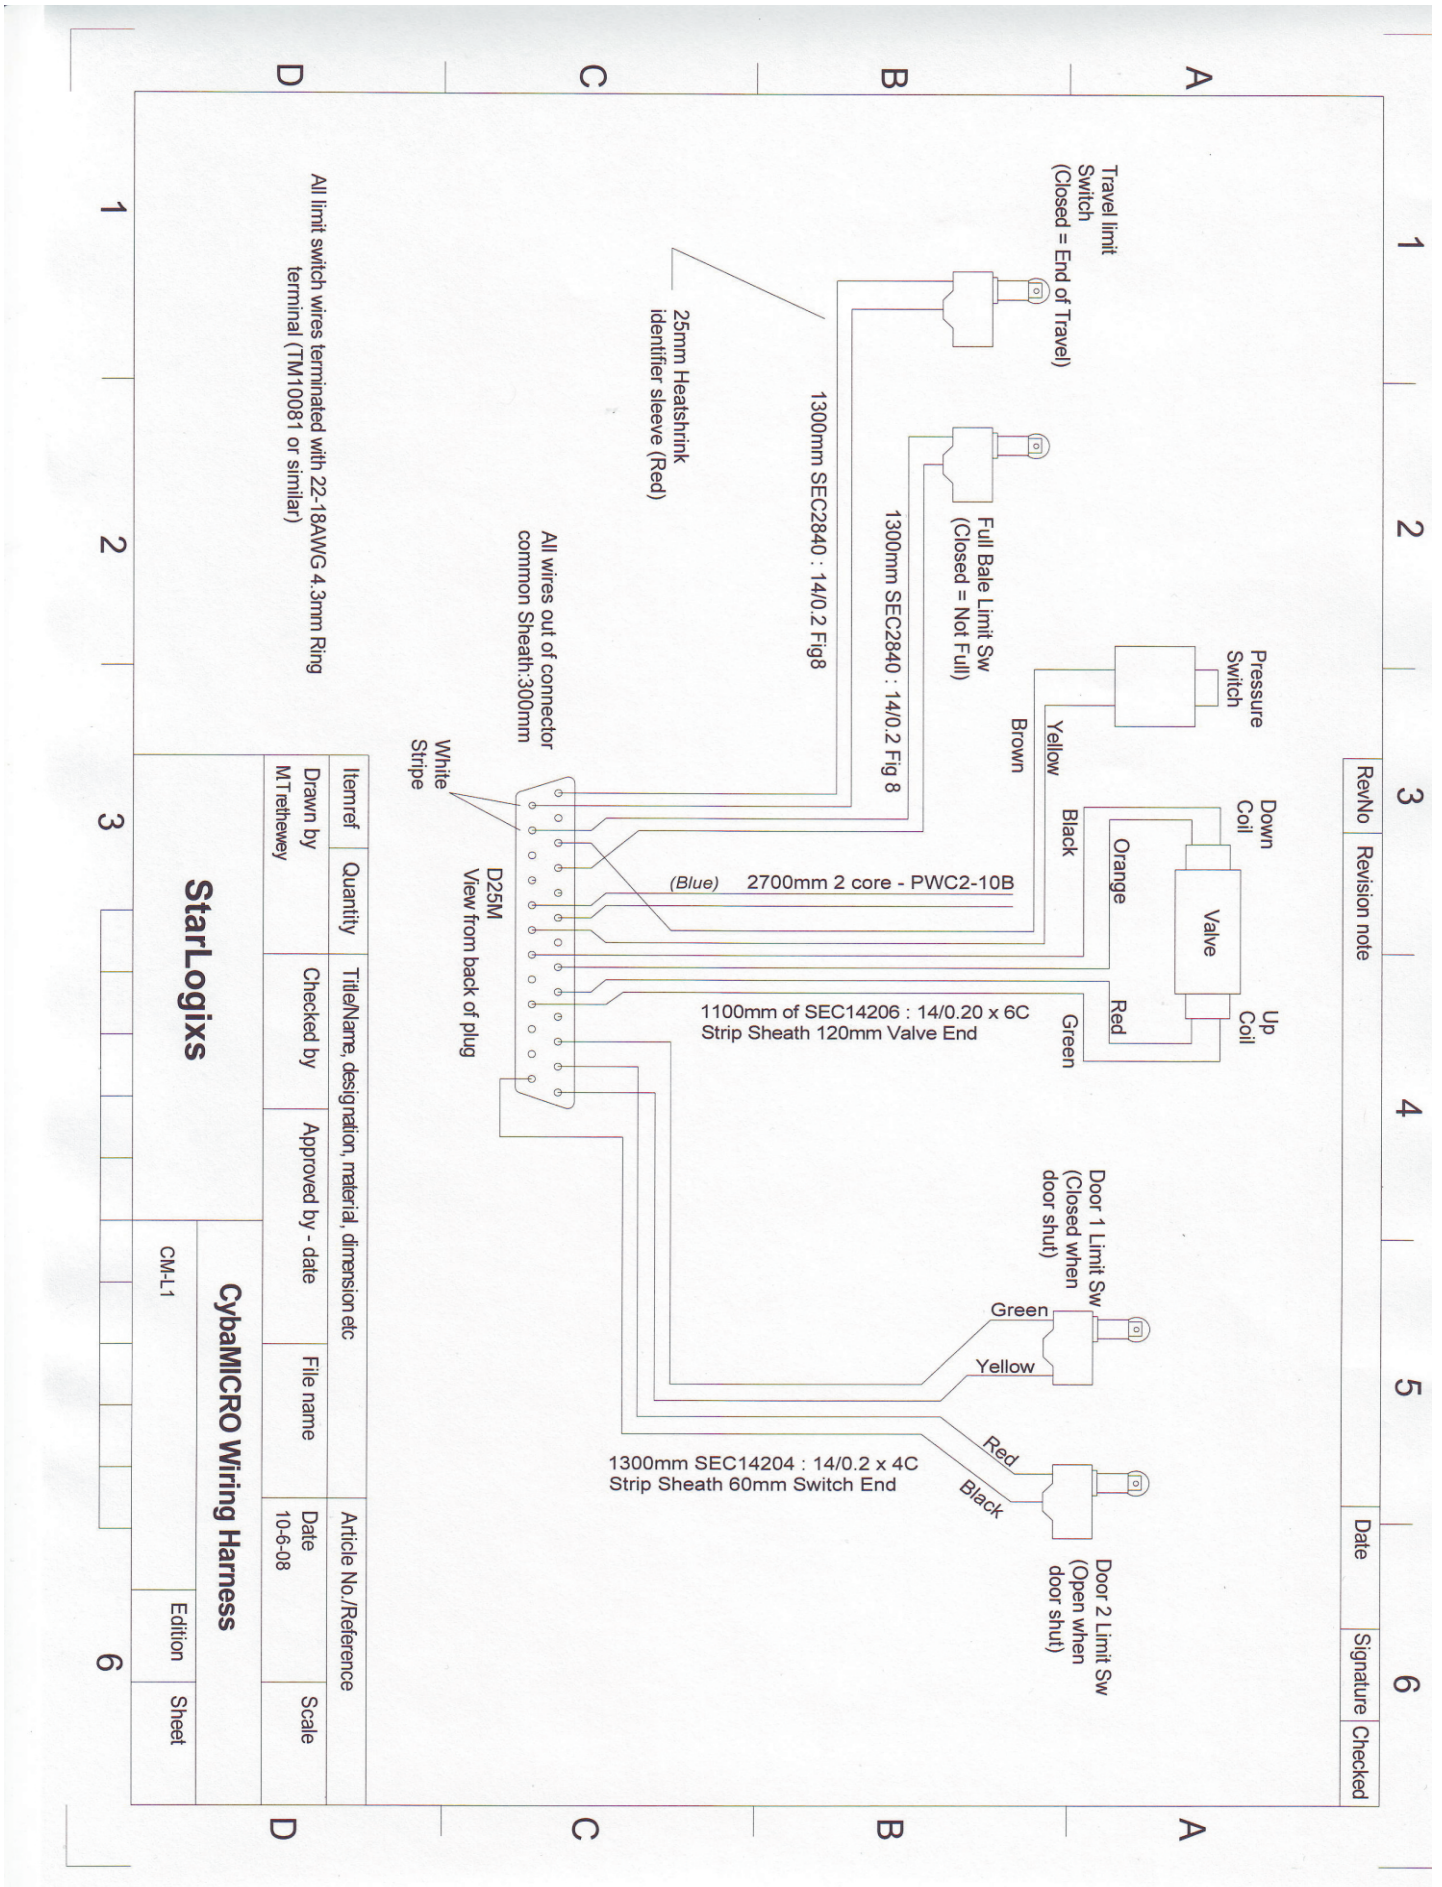 1
2
3
4
5
6
A
A
B
B
C
C
D
D
RevNo
Revision note
Date
Signature
Checked
Travel limit
Switch
(Closed = End of Travel)
Full Bale Limit Sw
(Closed = Not Full)
Pressure
Switch
Down
Coil
Valve
Up
Coil
Yellow
Brown
Black
Orange
Red
Green
1300mm SEC2840 : 14/0.2 Fig8
1300mm SEC2840 : 14/0.2 Fig 8
25mm Heatshrink
identifier sleeve (Red)
(Blue)
2700mm 2 core - PWC2-10B
1100mm of SEC14206 : 14/0.20 x 6C
Strip Sheath 120mm Valve End
Door 1 Limit Sw
(Closed when
door shut)
Green
Yellow
Door 2 Limit Sw
(Open when
door shut)
Red
Black
1300mm SEC14204 : 14/0.2 x 4C
Strip Sheath 60mm Switch End
All wires out of connector
common Sheath:300mm
White
Stripe
D25M
View from back of plug
All limit switch wires terminated with 22-18AWG 4.3mm Ring
terminal (TM10081 or similar)
Itemref
Quantity
Title/Name, designation, material, dimension etc
Article No./Reference
Drawn by
MTrethewey
Checked by
Approved by - date
File name
Date
10-6-08
Scale
StarLogixs
CybaMICRO Wiring Harness
CM-L1
Edition
Sheet
1
2
3
6